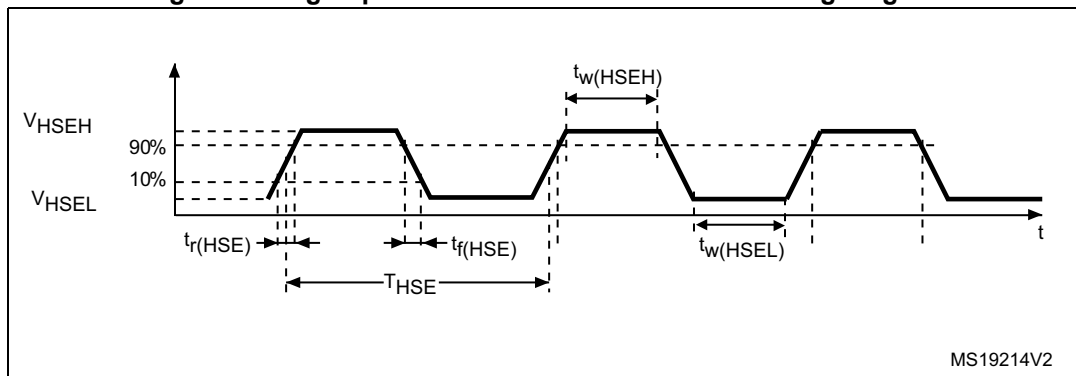 tw(HSEH)
VHSEH
90%
10%
VHSEL
tr(HSE)
tf(HSE)
tw(HSEL)
t
THSE
MS19214V2